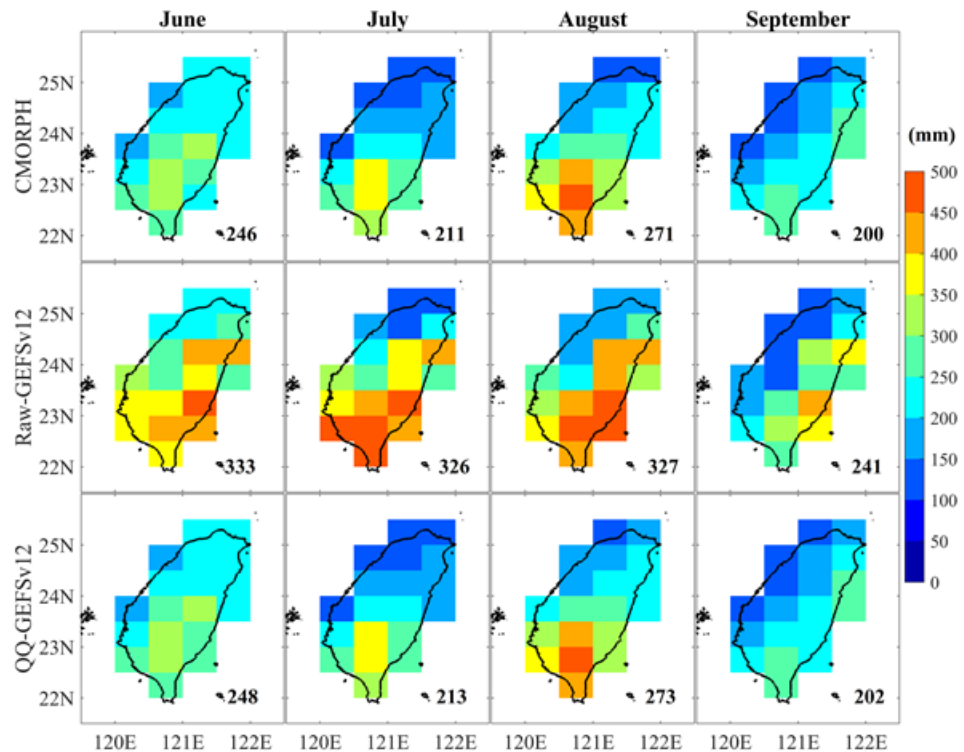 June July August September
CMORPH
25N
24N
23N
22N
246 211 271 200
(mm)
500
450
400
350
300
250
200
150
100
50
0
Raw-GEFSv12
25N
24N
23N
22N
333 326 327 241
QQ-GEFSv12
25N
24N
23N
22N
248 213 273 202
120E 121E 122E 120E 121E 122E 120E 121E 122E 120E 121E 122E